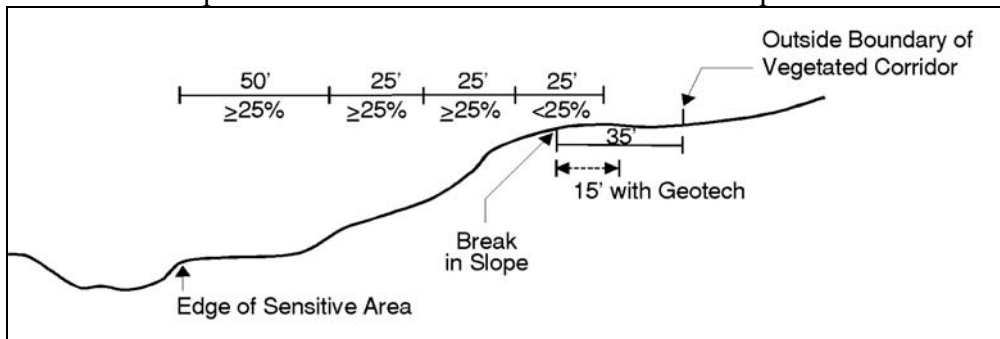 50' 25' 25' 25'
≥25% ≥25% ≥25% <25%
Outside Boundary of
Vegetated Corridor
35'
15' with Geotech
Break
in Slope
Edge of Sensitive Area